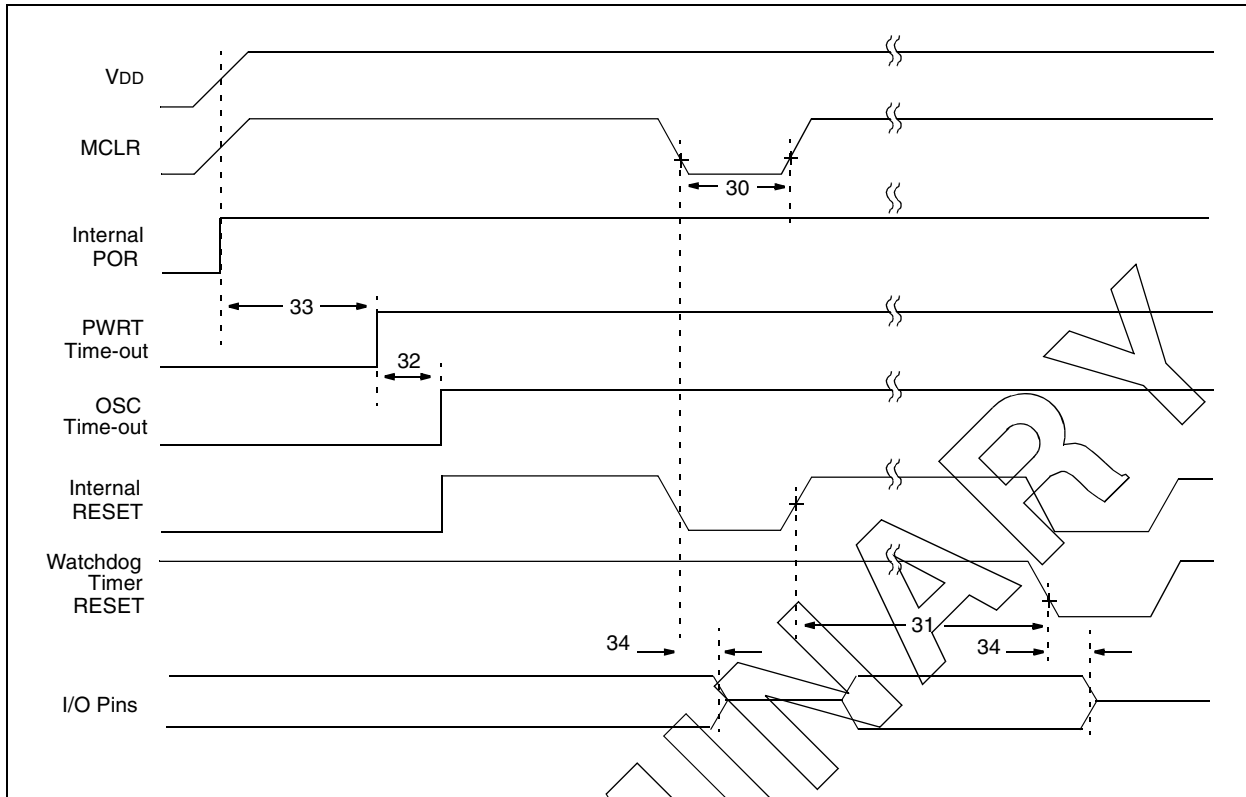 VDD
MCLR
30
Internal
POR
33
PWRT
Time-out
32
OSC
Time-out
Internal
RESET
Watchdog
Timer
RESET
31
34
34
I/O Pins
INARY